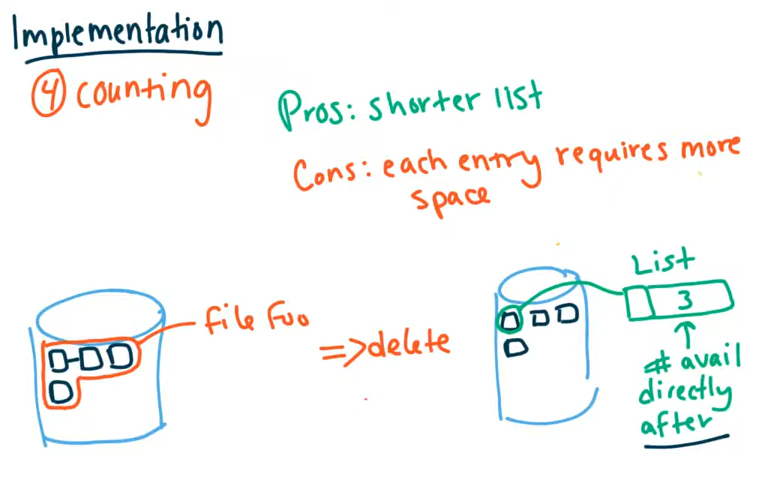 Implementation
④ counting
Pros: shorter list
Cons: each entry requires more
space
file Foo
=> delete
List
3
# avail
directly
after